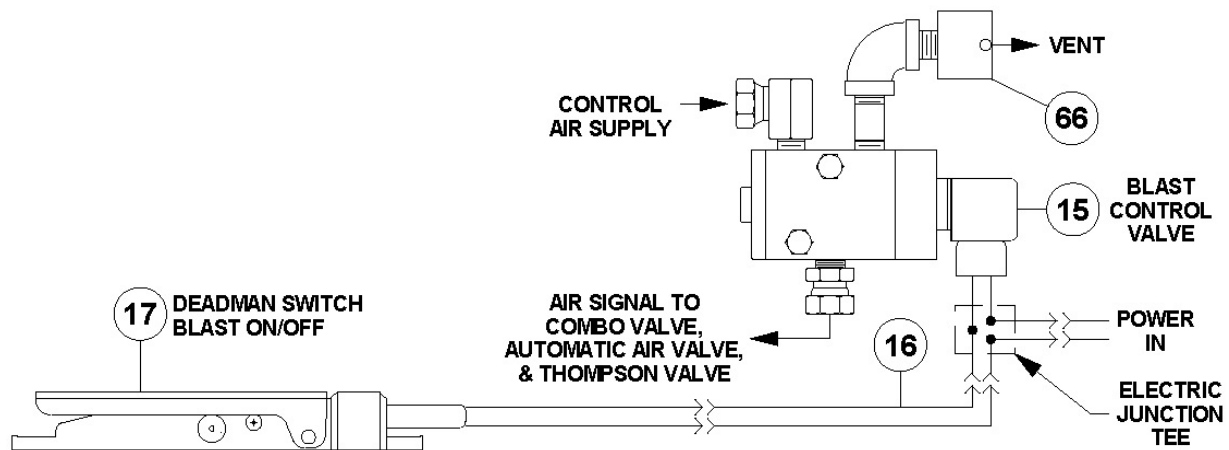 VENT
CONTROL
AIR SUPPLY
66
15
BLAST
CONTROL
VALVE
17
DEADMAN SWITCH
BLAST ON/OFF
AIR SIGNAL TO
COMBO VALVE,
AUTOMATIC AIR VALVE,
& THOMPSON VALVE
16
POWER
IN
ELECTRIC
JUNCTION
TEE